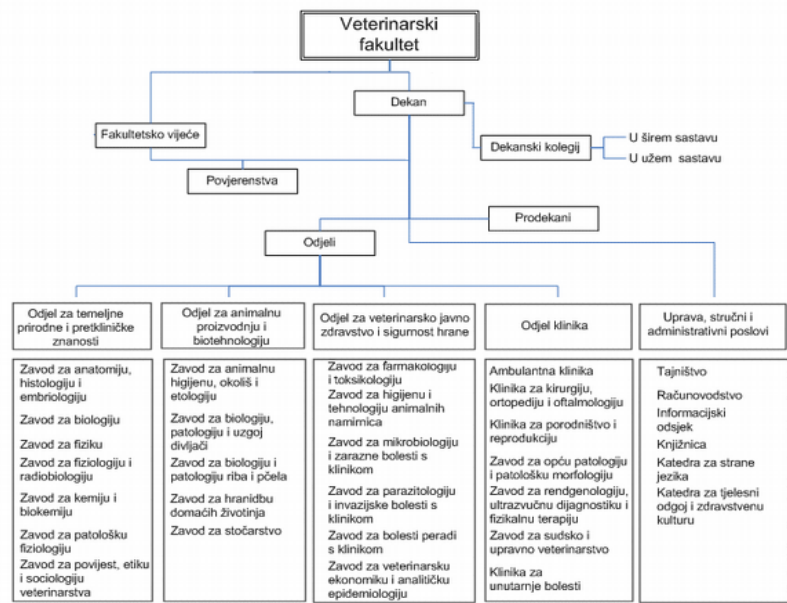 Veterinarski
fakultet
Dekan
Fakultetsko vijeće
Dekanski kolegij
U širem sastavu
U užem sastavu
Povjerenstva
Prodekani
Odjeli
Odjel za temeljne
prirodne i pretkliničke
znanosti
Odjel za animalnu
proizvodnju i
biotehnologiju
Odjel za veterinarsko javno
zdravstvo i sigurnost hrane
Odjel klinika
Uprava, stručni i
administrativni poslovi
Zavod za anatomiju,
histologiju i
embriologiju
Zavod za biologiju
Zavod za fiziku
Zavod za fiziologiju i
radiobiologiju
Zavod za kemiju i
biokemiju
Zavod za patološku
fiziologiju
Zavod za povijest, etiku
i sociologiju
veterinarstva
Zavod za animalnu
higijenu, okoliš i
etologiju
Zavod za biologiju,
patologiju i uzgoj
divljači
Zavod za biologiju i
patologiju riba i pčela
Zavod za hranidbu
domaćih životinja
Zavod za stočarstvo
Zavod za farmakologiju
i toksikologiju
Zavod za higijenu i
tehnologiju animalnih
namirnica
Zavod za mikrobiologiju
i zarazne bolesti s
klinikom
Zavod za parazitologiju
i invazijske bolesti s
klinikom
Zavod za bolesti peradi
s klinikom
Zavod za veterinarsku
ekonomiku i analitičku
epidemiologiju
Ambulantna klinika
Klinika za kirurgiju,
ortopediju i oftalmologiju
Klinika za porodništvo i
reprodukciju
Zavod za opću patologiju
i patološku morfologiju
Zavod za rendgenologiju,
ultrazvučnu dijagnostiku i
fizikalnu terapiju
Zavod za sudsko i
upravno veterinarstvo
Klinika za
unutarnje bolesti
Tajništvo
Računovodstvo
Informacijski
odsjek
Knjižnica
Katedra za strane
jezika
Katedra za tjelesni
odgoj i zdravstvenu
kulturu